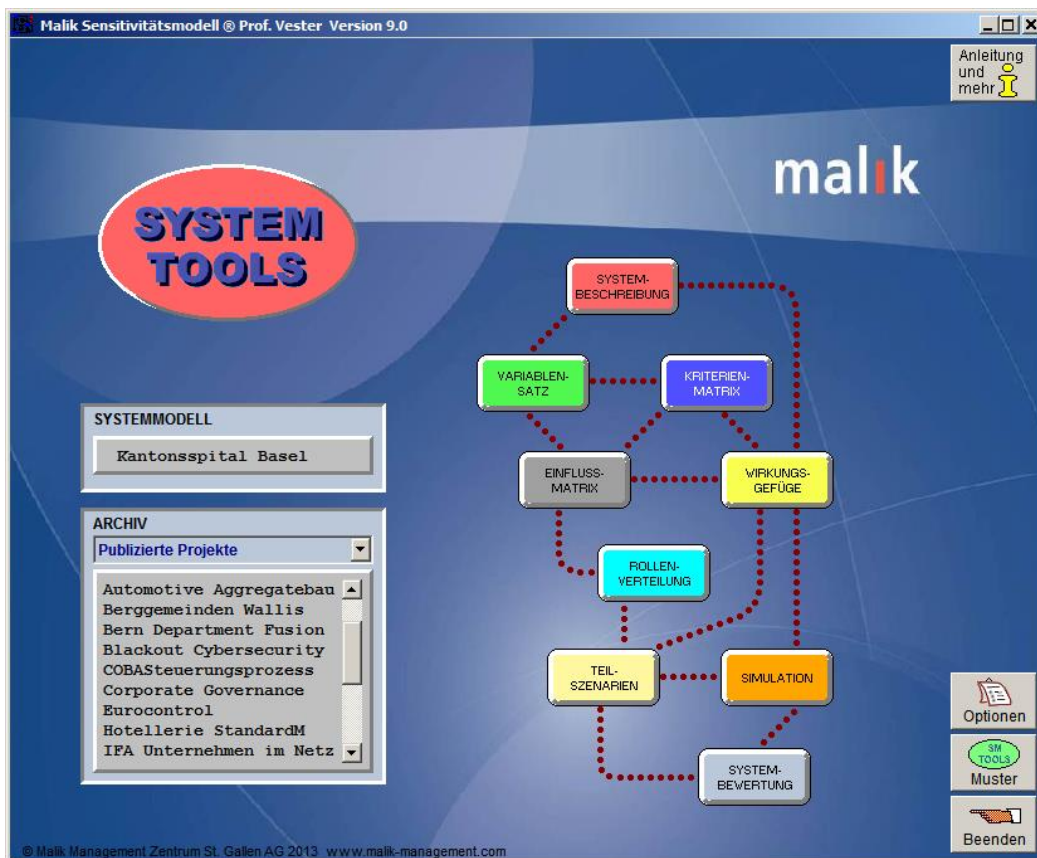 Malik Sensitivitätsmodell ® Prof. Vester Version 9.0
Anleitung
und
mehr
malik
SYSTEM
TOOLS
SYSTEM-
BESCHREIBUNG
VARIABLEN-
SATZ
KRITERIEN-
MATRIX
SYSTEMMODELL
Kantonsspital Basel
EINFLUSS-
MATRIX
WIRKUNGS-
GEFÜGE
ARCHIV
Publizierte Projekte
Automotive Aggregatebau
Berggemeinden Wallis
Bern Department Fusion
Blackout Cybersecurity
COBASteuerungsprozess
Corporate Governance
Eurocontrol
Hotellerie StandardM
IFA Unternehmen im Netz
ROLLEN-
VERTEILUNG
TEIL-
SZENARIEN
SIMULATION
SYSTEM-
BEWERTUNG
Optionen
SM
TOOLS
Muster
Beenden
© Malik Management Zentrum St. Gallen AG 2013 www.malik-management.com